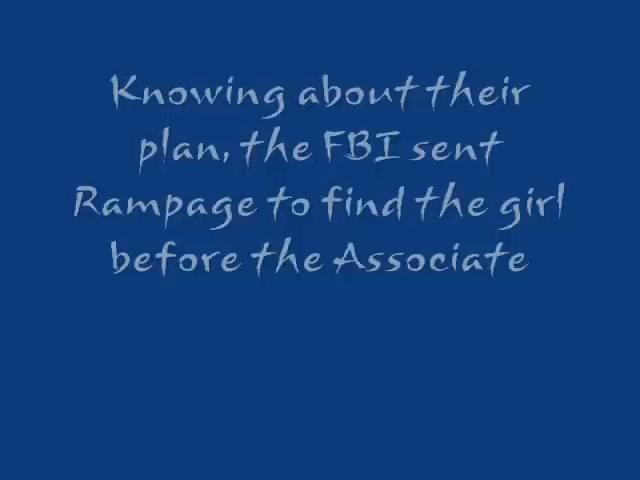 Knowing about their
plan, the FBI sent
Rampage to find the girl
before the Associate